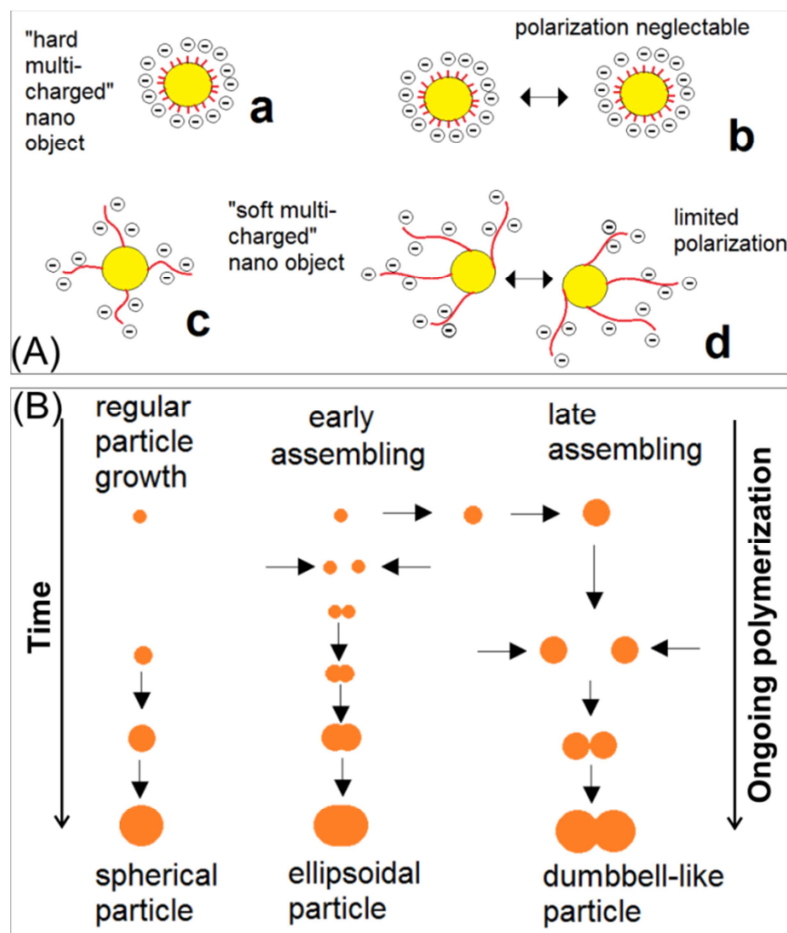 (A)
"hard
multi-
charged"
nano
object
a
polarization neglectable
b
c
"soft multi-
charged"
nano object
limited
polarization
d
(B)
regular
particle
growth
early
assembling
late
assembling
Time
Ongoing polymerization
spherical
particle
ellipsoidal
particle
dumbbell-like
particle